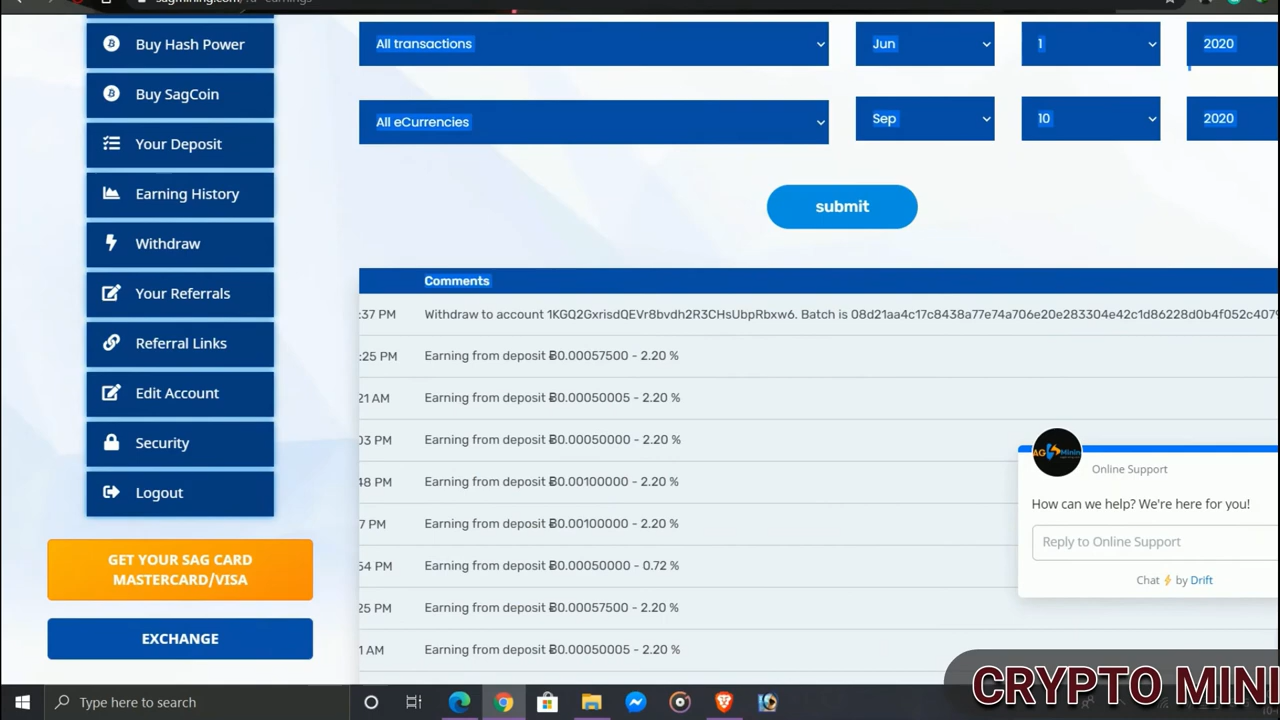 Buy Hash Power
Buy SagCoin
Your Deposit
Earning History
Withdraw
Your Referrals
Referral Links
Edit Account
Security
Logout
GET YOUR SAG CARD
MASTERCARD/VISA
EXCHANGE
All transactions
Jun
1
2020
All eCurrencies
Sep
10
2020
submit
Comments
:37 PM Withdraw to account 1KGQ2GxrisdQEVr8bvdh2R3CHsUbpRbxw6. Batch is 08d21aa4c17c8438a77e74a706e20e283304e42c1d86228d0b4f052c4079
:25 PM Earning from deposit Ƀ0.00057500 - 2.20 %
21 AM Earning from deposit Ƀ0.00050005 - 2.20 %
03 PM Earning from deposit Ƀ0.00050000 - 2.20 %
48 PM Earning from deposit Ƀ0.00100000 - 2.20 %
7 PM Earning from deposit Ƀ0.00100000 - 2.20 %
54 PM Earning from deposit Ƀ0.00050000 - 0.72 %
25 PM Earning from deposit Ƀ0.00057500 - 2.20 %
1 AM Earning from deposit Ƀ0.00050005 - 2.20 %
Online Support
How can we help? We're here for you!
Reply to Online Support
Chat ⚡ by Drift
CRYPTO MINI
Type here to search